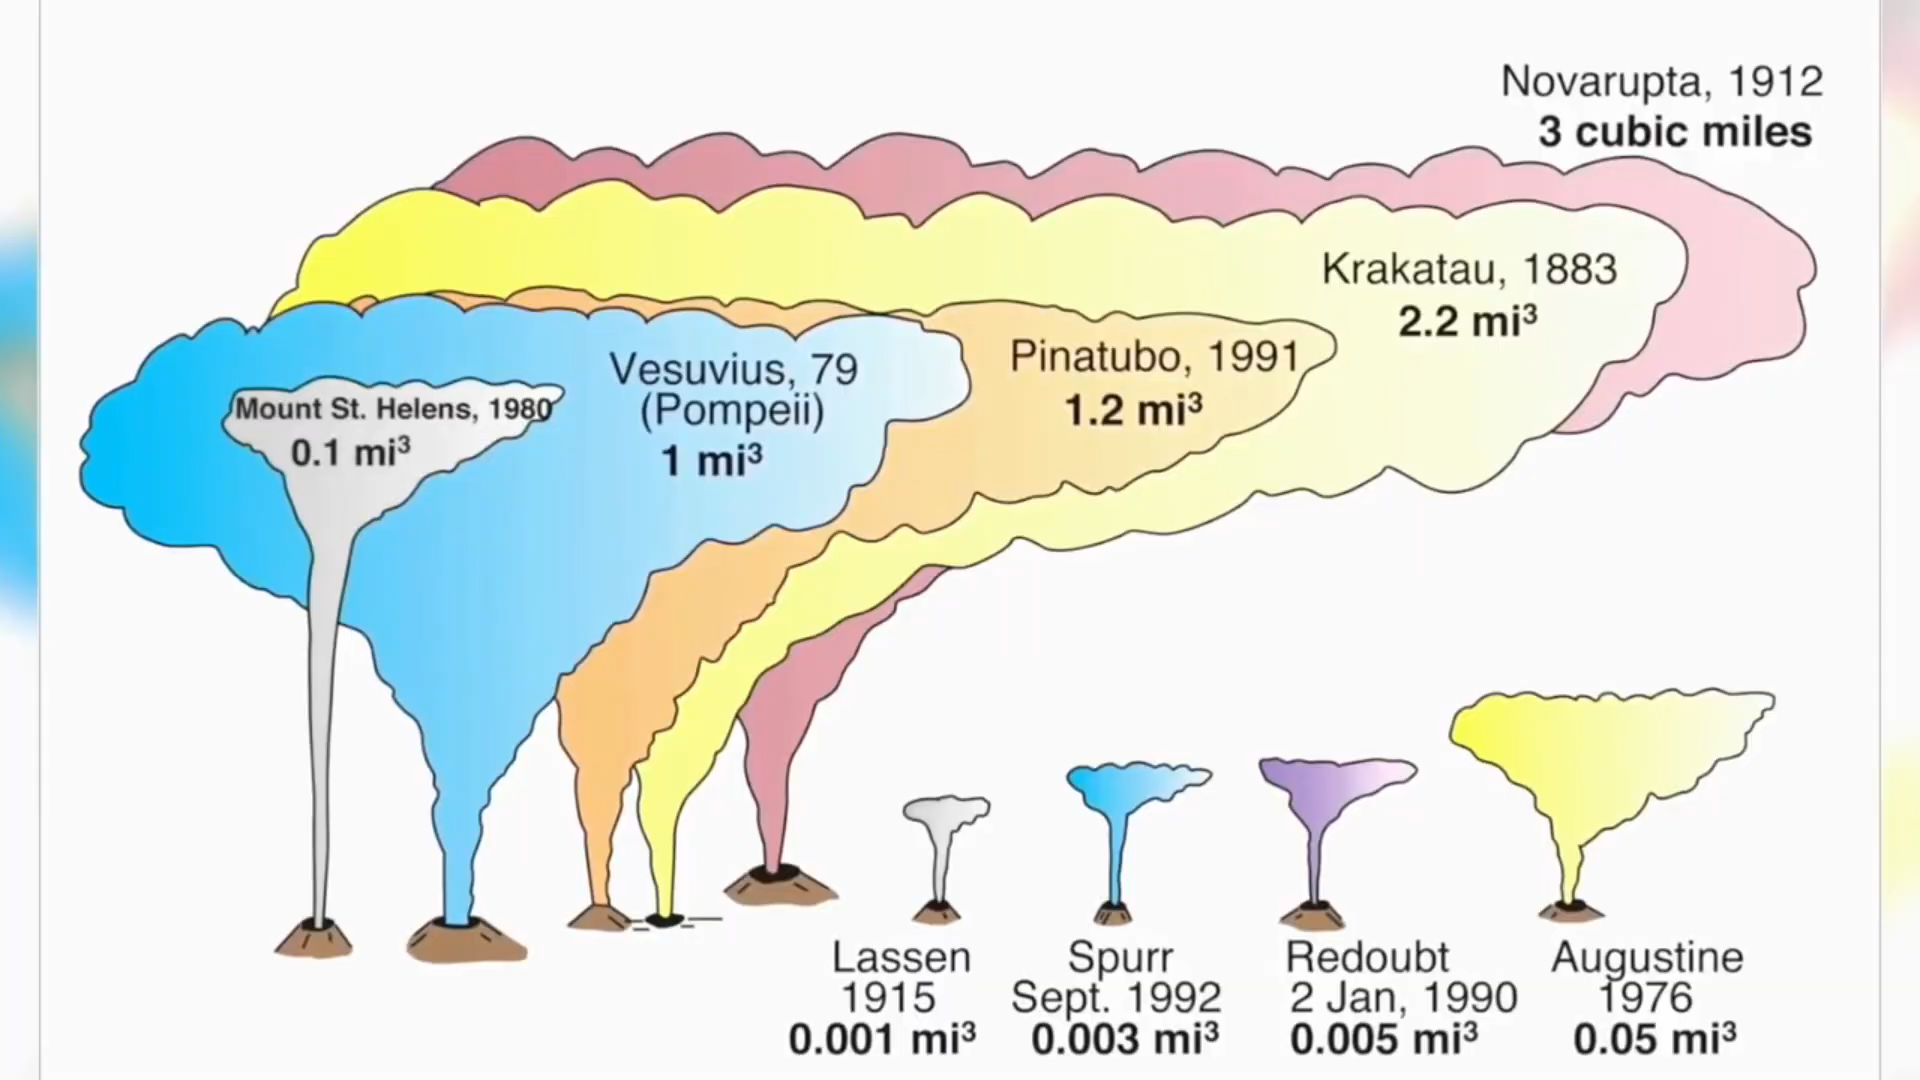 Novarupta, 1912
3 cubic miles
Krakatau, 1883
2.2 mi³
Pinatubo, 1991
1.2 mi³
Vesuvius, 79
(Pompeii)
1 mi³
Mount St. Helens, 1980
0.1 mi³
Lassen
1915
0.001 mi³
Spurr
Sept. 1992
0.003 mi³
Redoubt
2 Jan, 1990
0.005 mi³
Augustine
1976
0.05 mi³